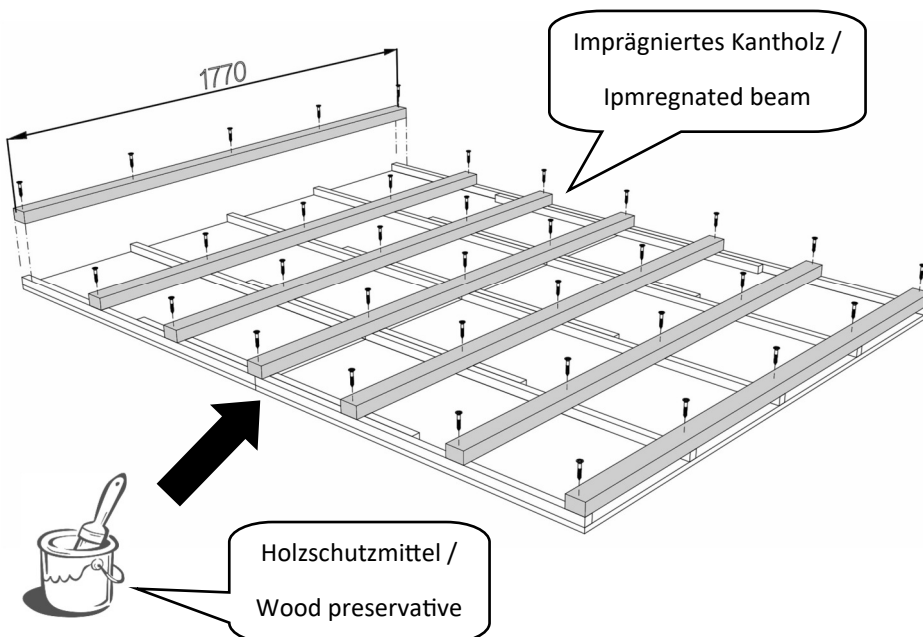 1770
Imprägniertes Kantholz /
Ipmregnated beam
Holzschutzmittel /
Wood preservative